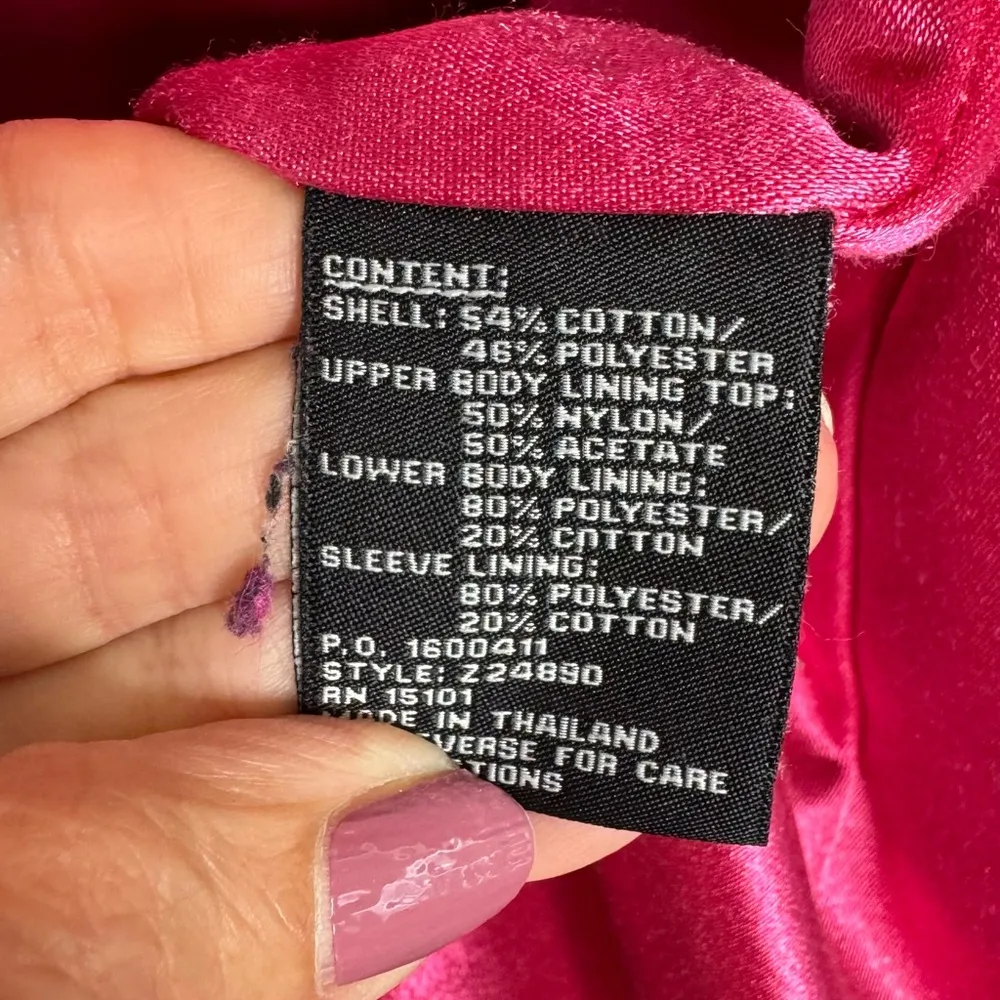 CONTENT:
SHELL: 54% COTTON/
46% POLYESTER
UPPER BODY LINING TOP:
50% NYLON/
50% ACETATE
LOWER BODY LINING:
80% POLYESTER/
20% COTTON
SLEEVE LINING:
80% POLYESTER/
20% COTTON
P.O. 1600411
STYLE: Z24890
RN 15101
MADE IN THAILAND
FOR CARE